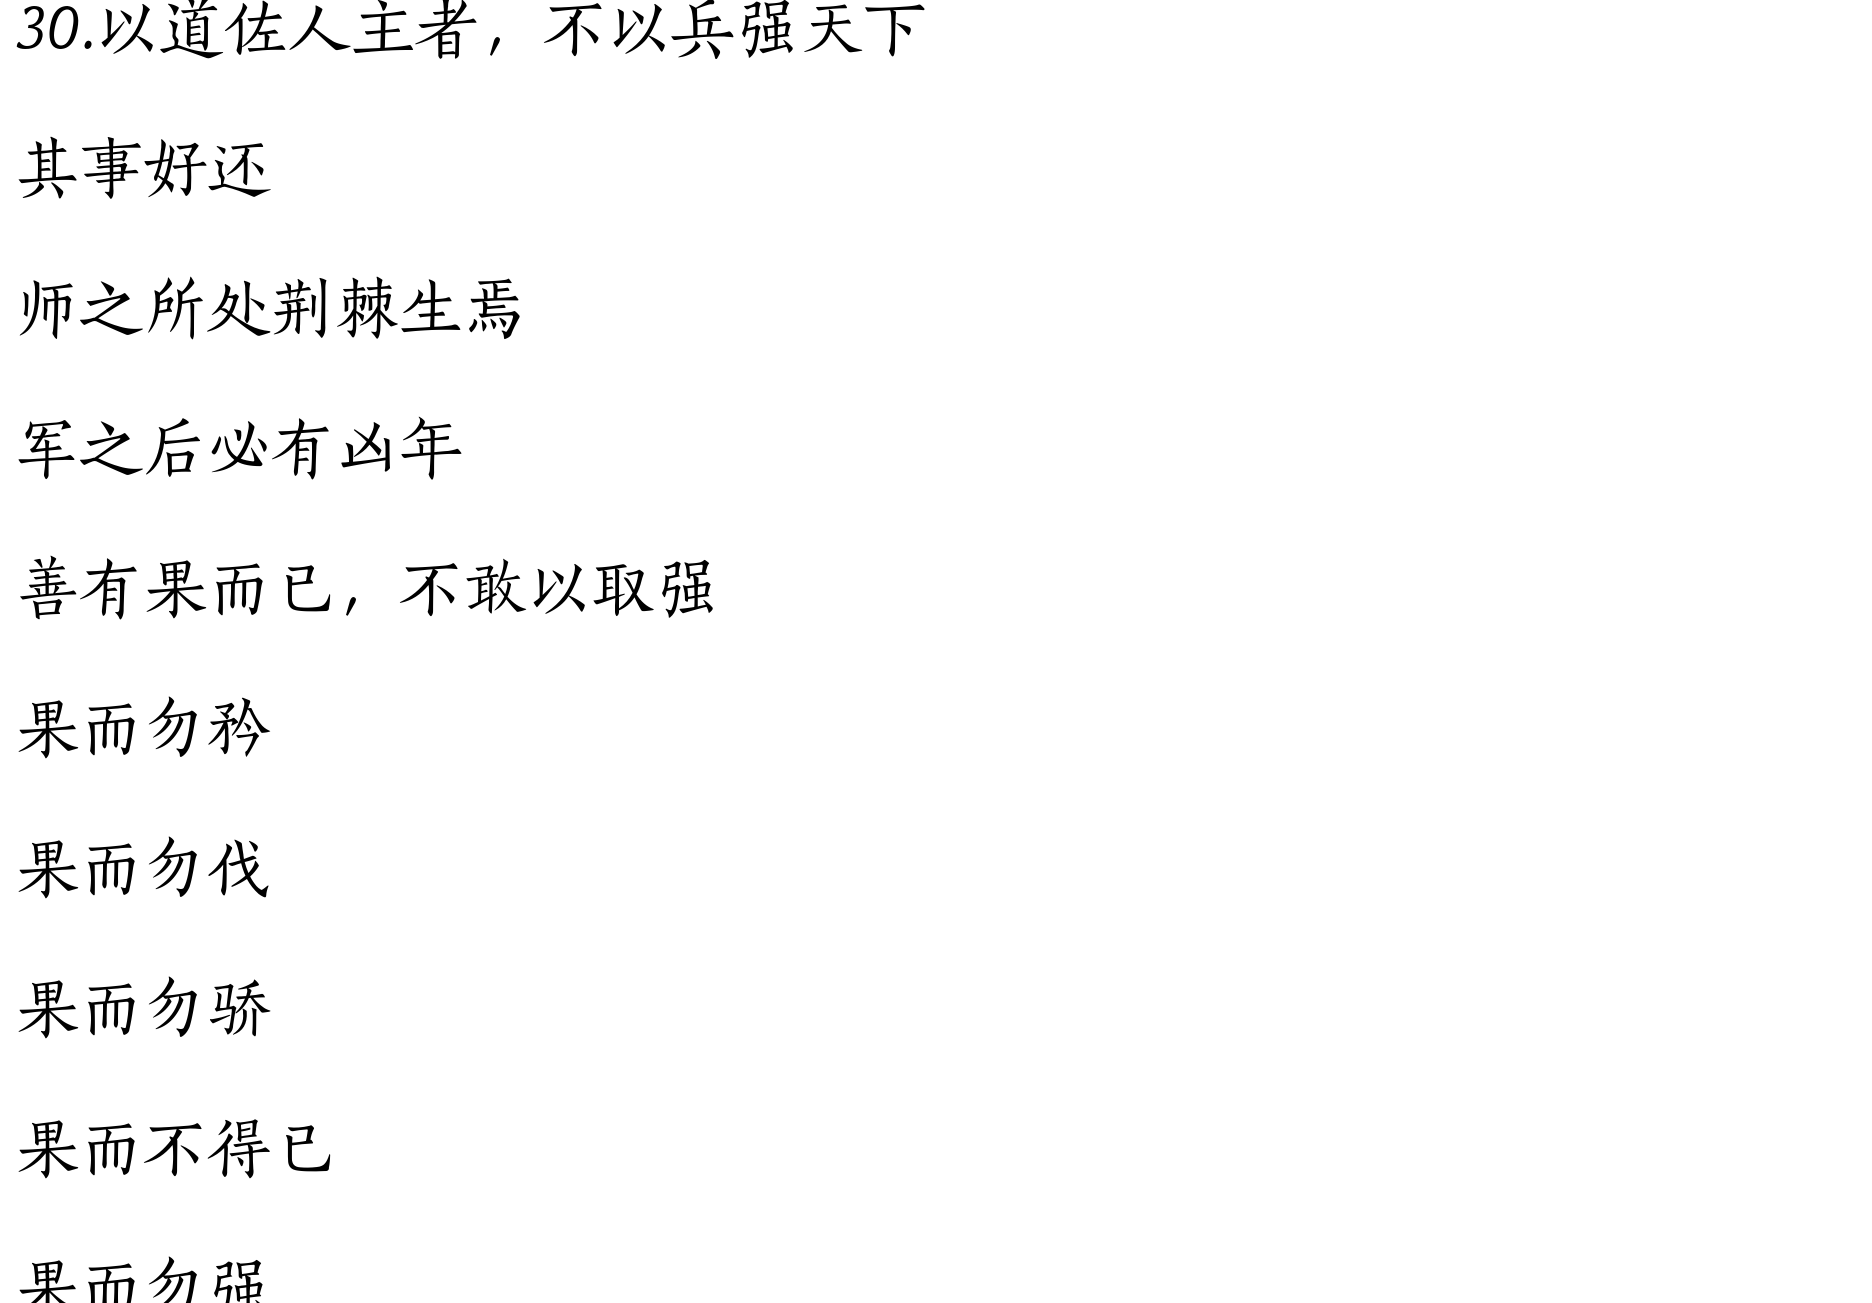 30.以道佐人主者，不以兵强天下
其事好还
师之所处荆棘生焉
军之后必有凶年
善有果而已，不敢以取强
果而勿矜
果而勿伐
果而勿骄
果而不得已
果而勿强